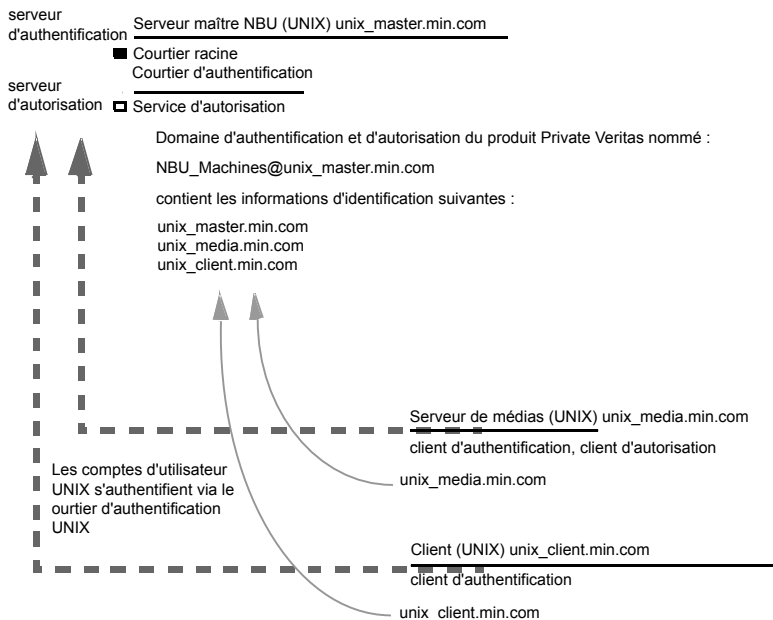 serveur
d'authentification
Serveur maître NBU (UNIX) unix_master.min.com
Courtier racine
Courtier d'authentification
serveur
d'autorisation
Service d'autorisation
Domaine d'authentification et d'autorisation du produit Private Veritas nommé :
NBU_Machines@unix_master.min.com
contient les informations d'identification suivantes :
unix_master.min.com
unix_media.min.com
unix_client.min.com
Serveur de médias (UNIX) unix_media.min.com
client d'authentification, client d'autorisation
unix_media.min.com
Les comptes d'utilisateur
UNIX s'authentifient via le
ourtier d'authentification
UNIX
Client (UNIX) unix_client.min.com
client d'authentification
unix_client.min.com